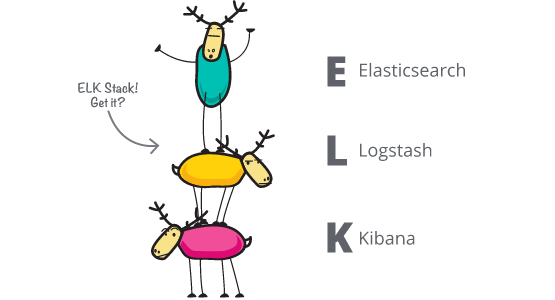 ELK Stack!
Get it?
E Elasticsearch
L Logstash
K Kibana